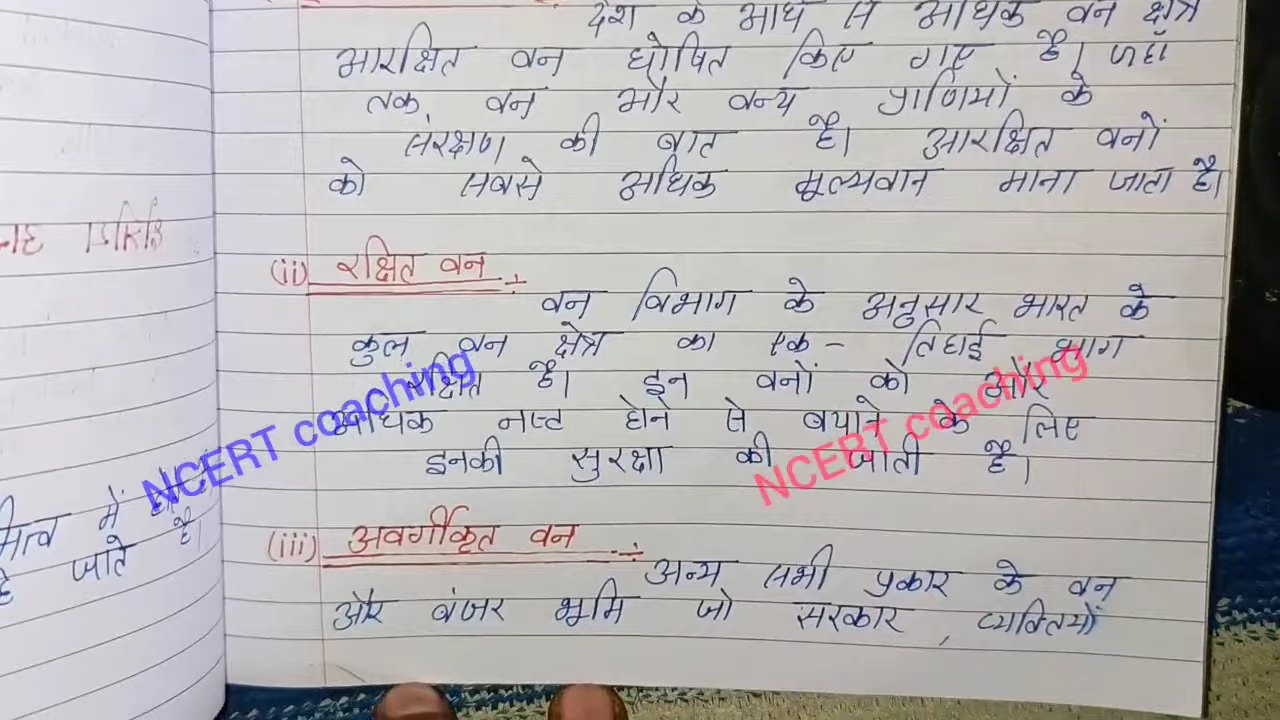 देश के आधे से अधिक वन क्षेत्र
आरक्षित वन घोषित किए गए है। जहाँ
तक वन और वन्य प्राणियों के
संरक्षण की बात है। आरक्षित वनों
को सबसे अधिक मूल्यवान माना जाता है।
(ii) रक्षित वन ÷
वन विभाग के अनुसार भारत के
कुल वन क्षेत्र का एक - तिहाई भाग
रक्षित है। इन वनों को और
अधिक नष्ट होने से बचाने के लिए
इनकी सुरक्षा की जाती है।
NCERT coaching
NCERT coaching
(iii) अवर्गीकृत वन ÷
अन्य सभी प्रकार के वन
और बंजर भूमि जो सरकार, व्यक्तियों
में
जाते है।